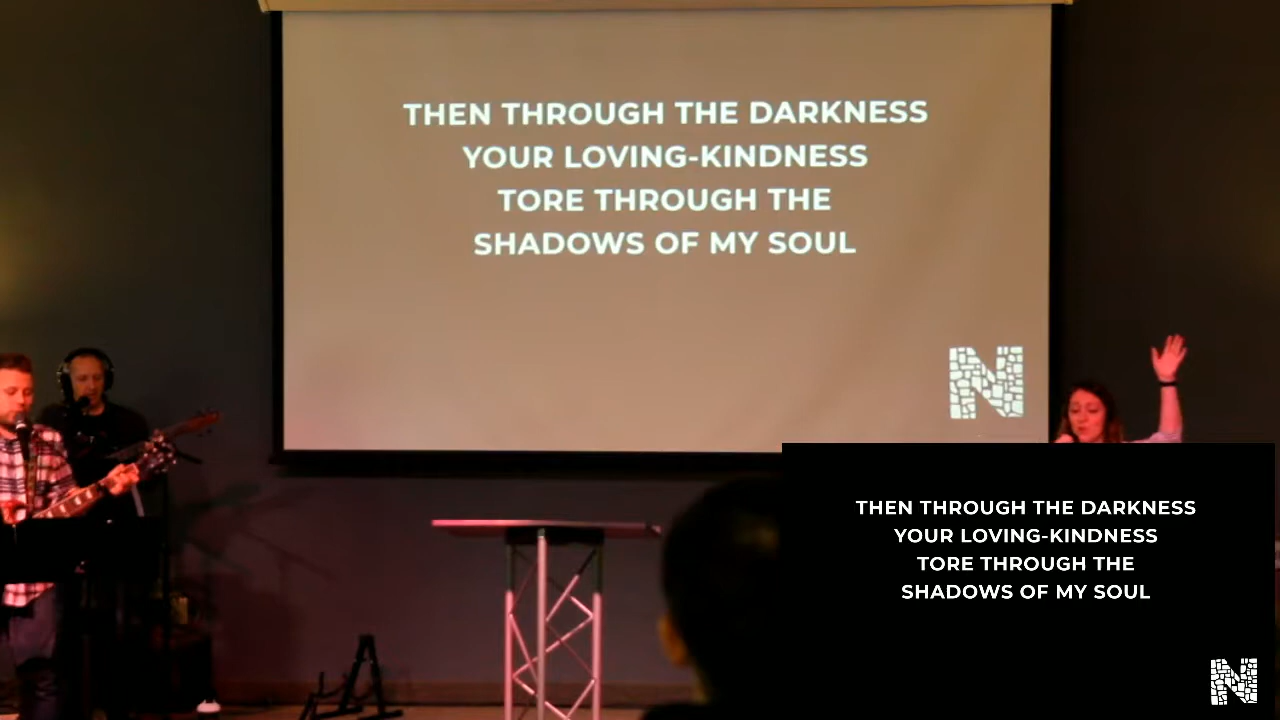 THEN THROUGH THE DARKNESS
YOUR LOVING-KINDNESS
TORE THROUGH THE
SHADOWS OF MY SOUL
N
THEN THROUGH THE DARKNESS
YOUR LOVING-KINDNESS
TORE THROUGH THE
SHADOWS OF MY SOUL
N